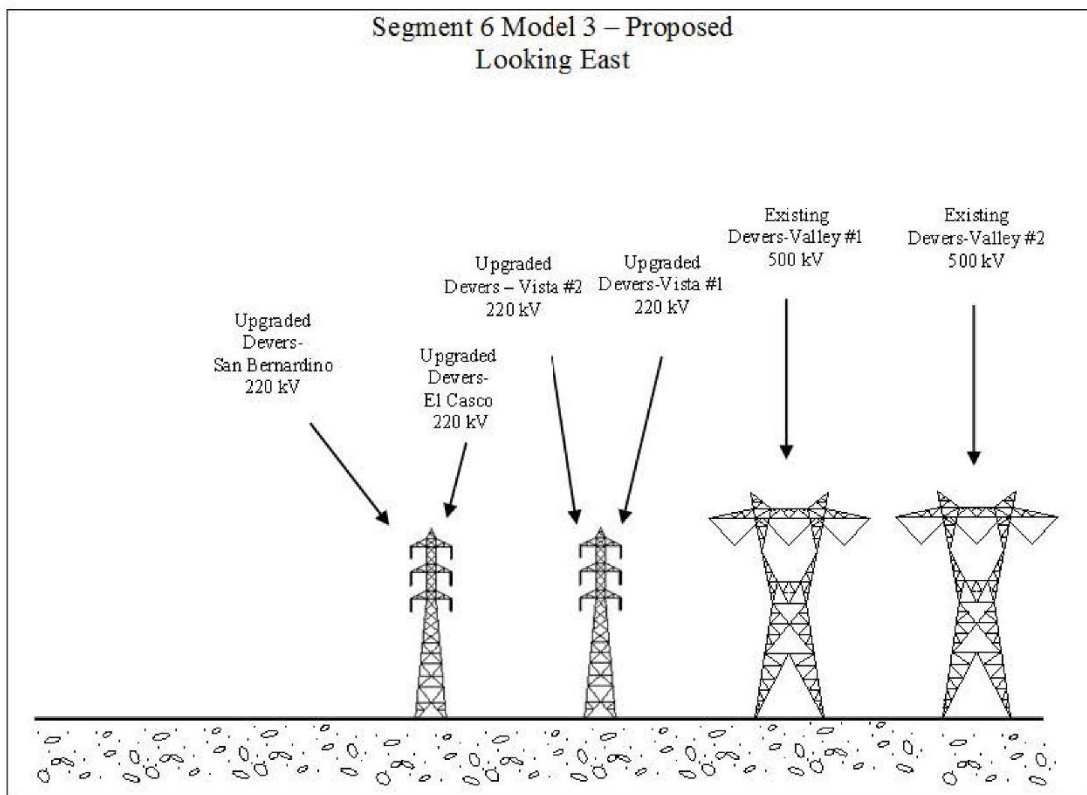 Segment 6 Model 3 – Proposed
Looking East
Upgraded
Devers-
San Bernardino
220 kV
Upgraded
Devers-
El Casco
220 kV
Upgraded
Devers – Vista #2
220 kV
Upgraded
Devers-Vista #1
220 kV
Existing
Devers-Valley #1
500 kV
Existing
Devers-Valley #2
500 kV